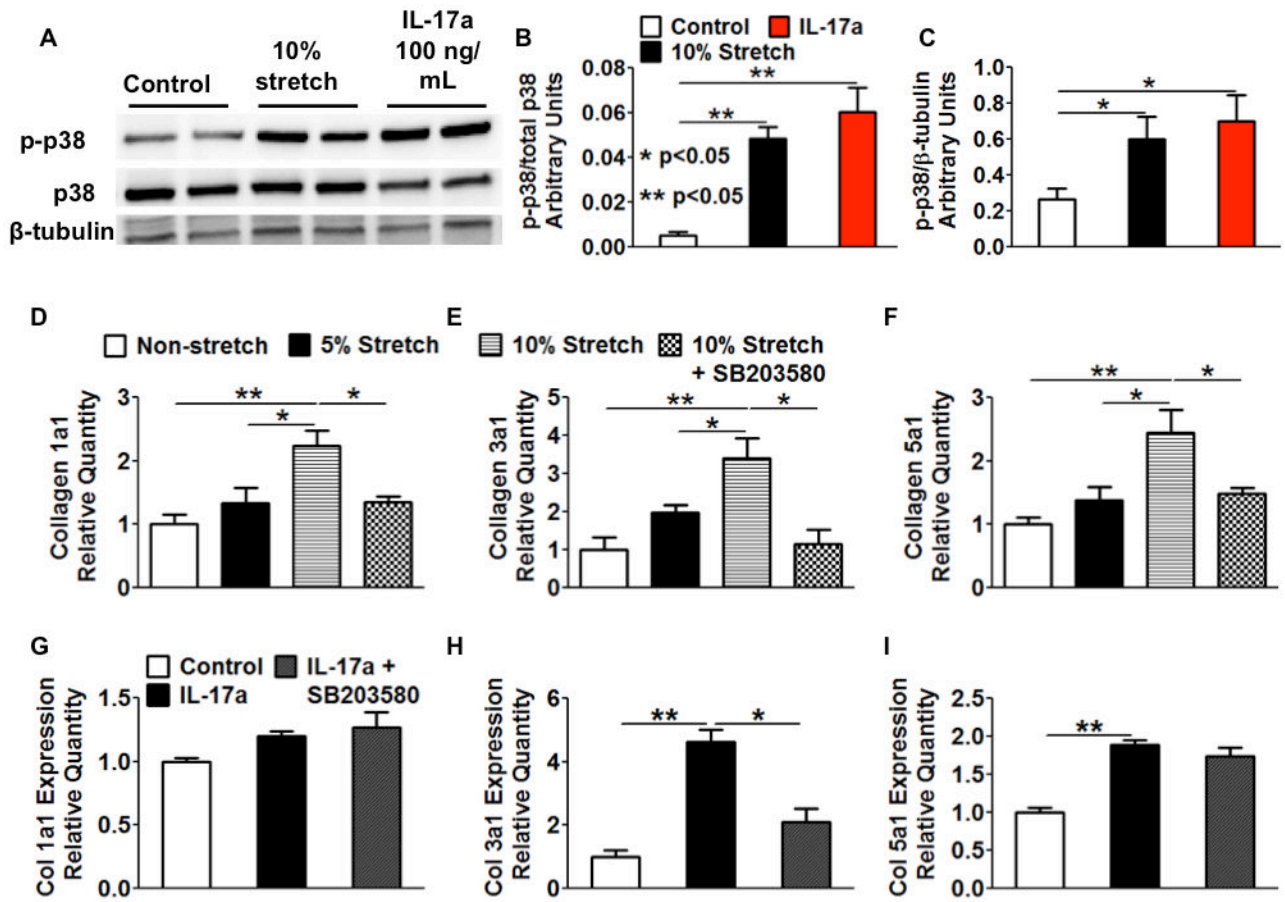 A
Control
10%
stretch
IL-17a
100 ng/
mL
p-p38
p38
β-tubulin
B
Control
IL-17a
10% Stretch
p-p38/total p38
Arbitrary Units
0.08
0.06
0.04
0.02
0.00
**
**
* p<0.05
** p<0.05
C
p-p38/β-tubulin
Arbitrary Units
1.0
0.8
0.6
0.4
0.2
0.0
*
*
D
Non-stretch
5% Stretch
E
10% Stretch
10% Stretch
+ SB203580
F
Collagen 1a1
Relative Quantity
3
2
1
0
**
*
*
Collagen 3a1
Relative Quantity
5
4
3
2
1
0
**
*
*
Collagen 5a1
Relative Quantity
3
2
1
0
**
*
*
G
Control
IL-17a
IL-17a +
SB203580
Col 1a1 Expression
Relative Quantity
1.5
1.0
0.5
0.0
H
Col 3a1 Expression
Relative Quantity
6
4
2
0
**
*
I
Col 5a1 Expression
Relative Quantity
2.5
2.0
1.5
1.0
0.5
0.0
**